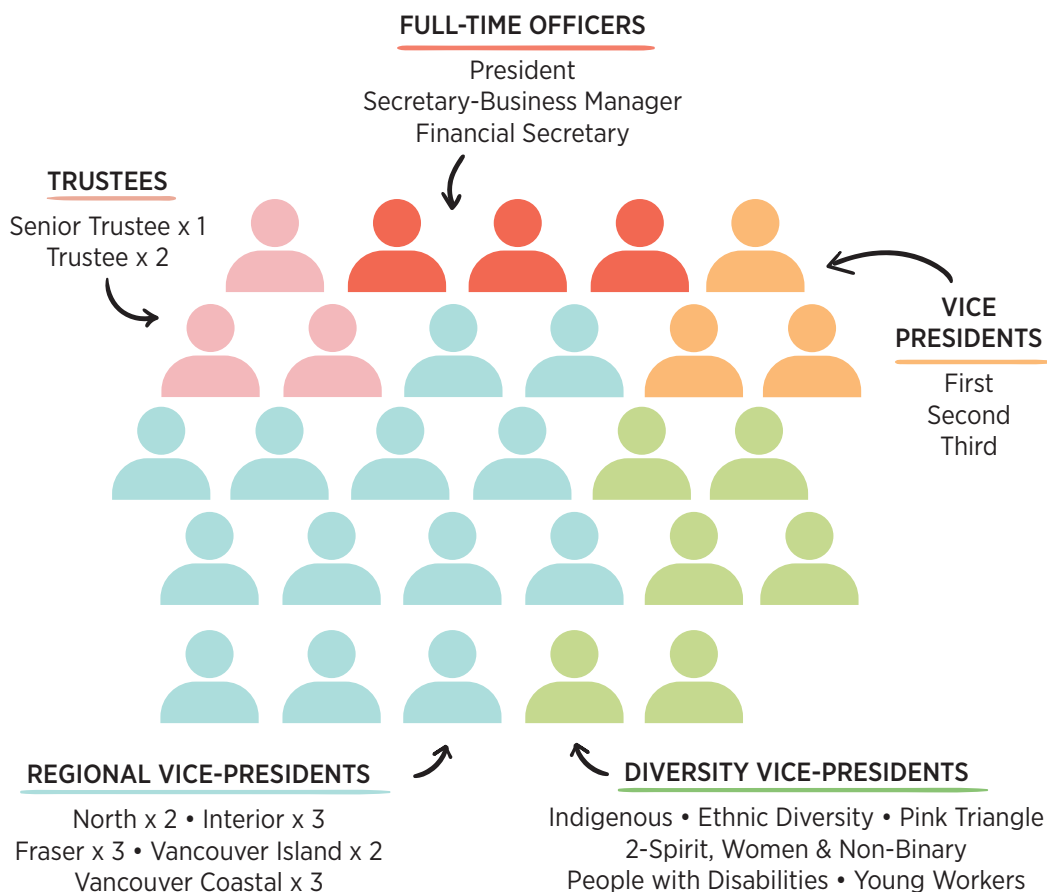 FULL-TIME OFFICERS
President
Secretary-Business Manager
Financial Secretary
TRUSTEES
Senior Trustee x 1
Trustee x 2
VICE
PRESIDENTS
First
Second
Third
REGIONAL VICE-PRESIDENTS
North x 2 • Interior x 3
Fraser x 3 • Vancouver Island x 2
Vancouver Coastal x 3
DIVERSITY VICE-PRESIDENTS
Indigenous • Ethnic Diversity • Pink Triangle
2-Spirit, Women & Non-Binary
People with Disabilities • Young Workers